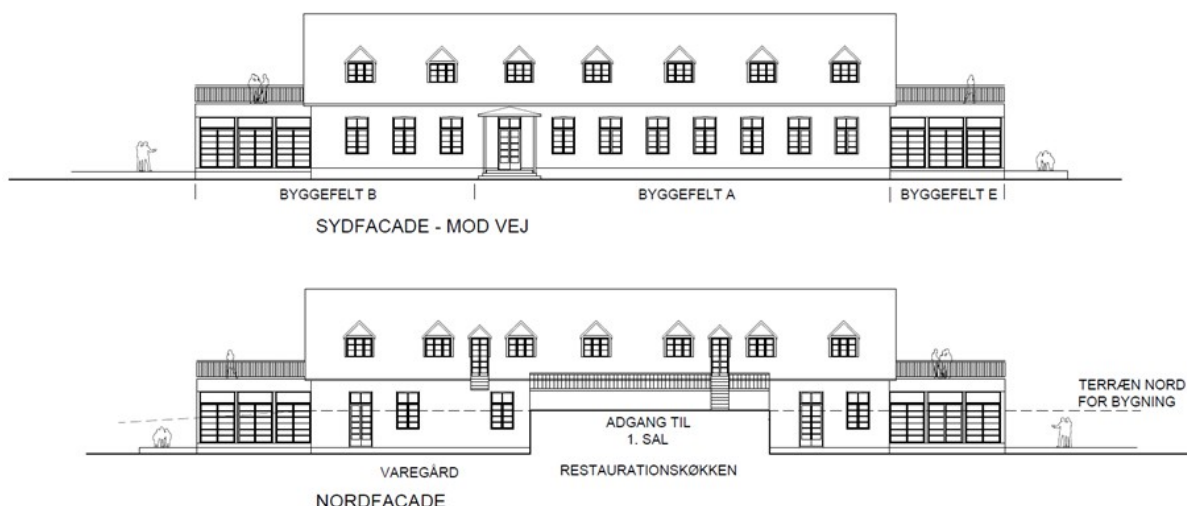 BYGGEFELT B
BYGGEFELT A
BYGGEFELT E
SYDFACADE - MOD VEJ
TERRÆN NORD
FOR BYGNING
ADGANG TIL
1. SAL
VAREGÅRD
RESTAURATIONSKØKKEN
NORDFACADE